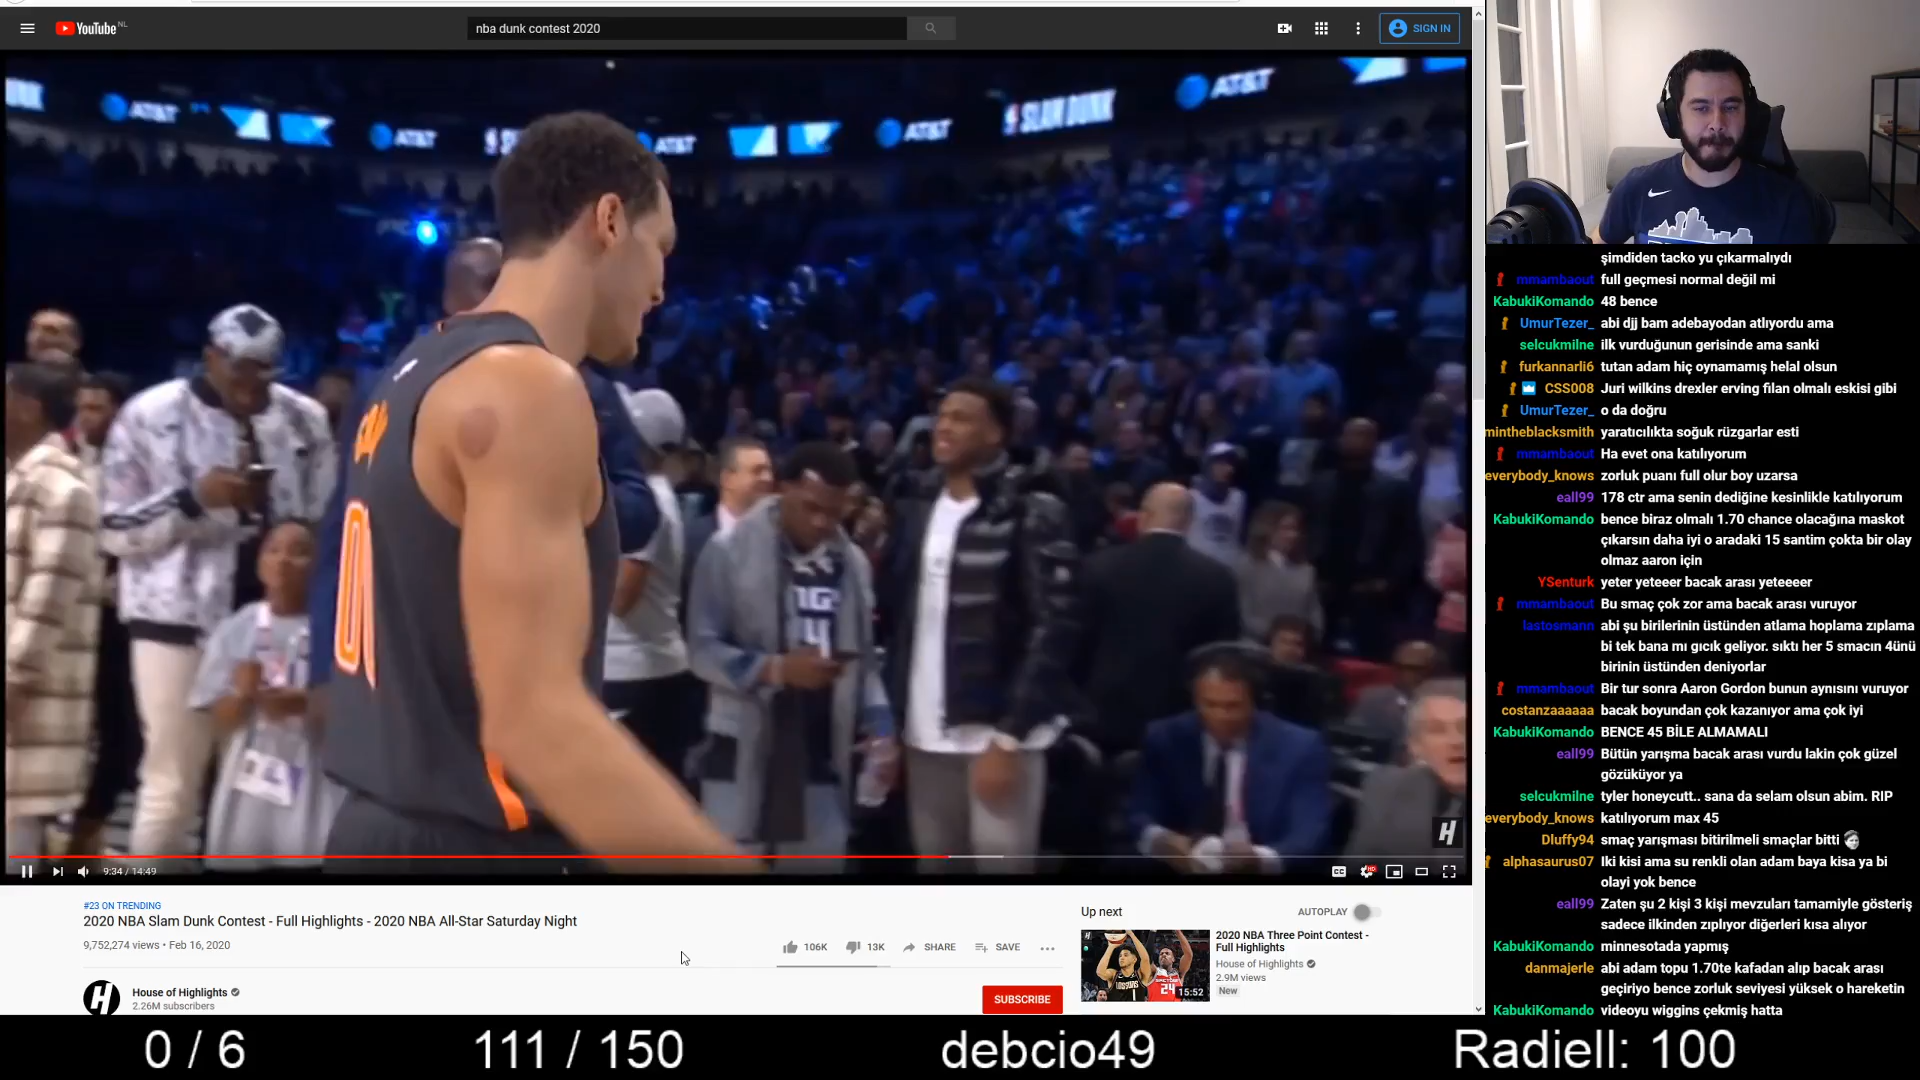 YouTube NL
nba dunk contest 2020
SIGN IN
AT&T
AT&T
AT&T
AT&T
SLAM DUNK
AT&T
9:34 / 14:49
CC
HD
#23 ON TRENDING
2020 NBA Slam Dunk Contest - Full Highlights - 2020 NBA All-Star Saturday Night
9,752,274 views • Feb 16, 2020
106K
13K
SHARE
SAVE
House of Highlights
2.26M subscribers
SUBSCRIBE
Up next
AUTOPLAY
2020 NBA Three Point Contest -
Full Highlights
House of Highlights
2.9M views
New
15:52
şimdiden tacko yu çıkarmalıydı
mmambaout full geçmesi normal değil mi
KabukiKomando 48 bence
UmurTezer_ abi djj bam adebayodan atlıyordu ama
selcukmilne ilk vurduğunun gerisinde ama sanki
furkannarli6 tutan adam hiç oynamamış helal olsun
CSS008 Juri wilkins drexler erving filan olmalı eskisi gibi
UmurTezer_ o da doğru
mintheblacksmith yaratıcılıkta soğuk rüzgarlar esti
mmambaout Ha evet ona katılıyorum
everybody_knows zorluk puanı full olur boy uzarsa
eall99 178 ctr ama senin dediğine kesinlikle katılıyorum
KabukiKomando bence biraz olmalı 1.70 chance olacağına maskot
çıkarsın daha iyi o aradaki 15 santim çokta bir olay
olmaz aaron için
YSenturk yeter yeteeer bacak arası yeteeeer
mmambaout Bu smaç çok zor ama bacak arası vuruyor
lastosmann abi şu birilerinin üstünden atlama hoplama zıplama
bi tek bana mı gıcık geliyor. sıktı her 5 smacın 4ünü
birinin üstünden deniyorlar
mmambaout Bir tur sonra Aaron Gordon bunun aynısını vuruyor
costanzaaaaaa bacak boyundan çok kazanıyor ama çok iyi
KabukiKomando BENCE 45 BİLE ALMAMALI
eall99 Bütün yarışma bacak arası vurdu lakin çok güzel
gözüküyor ya
selcukmilne tyler honeycutt.. sana da selam olsun abim. RIP
everybody_knows katılıyorum max 45
Dluffy94 smaç yarışması bitirilmeli smaçlar bitti
alphasaurus07 Iki kisi ama su renkli olan adam baya kisa ya bi
olayi yok bence
eall99 Zaten şu 2 kişi 3 kişi mevzuları tamamiyle gösteriş
sadece ilkinden zıplıyor diğerleri kısa alıyor
KabukiKomando minnesotada yapmış
danmajerle abi adam topu 1.70te kafadan alıp bacak arası
geçiriyo bence zorluk seviyesi yüksek o hareketin
KabukiKomando videoyu wiggins çekmiş hatta
0 / 6
111 / 150
debcio49
Radiell: 100